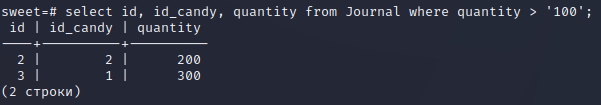 sweet=# select id, id_candy, quantity from Journal where quantity > '100';
 id | id_candy | quantity
----+----------+----------
  2 |        2 |      200
  3 |        1 |      300
(2 строки)